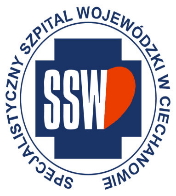 SPECJALISTYCZNY SZPITAL WOJEWÓDZKI W CIECHANOWIE
SSW